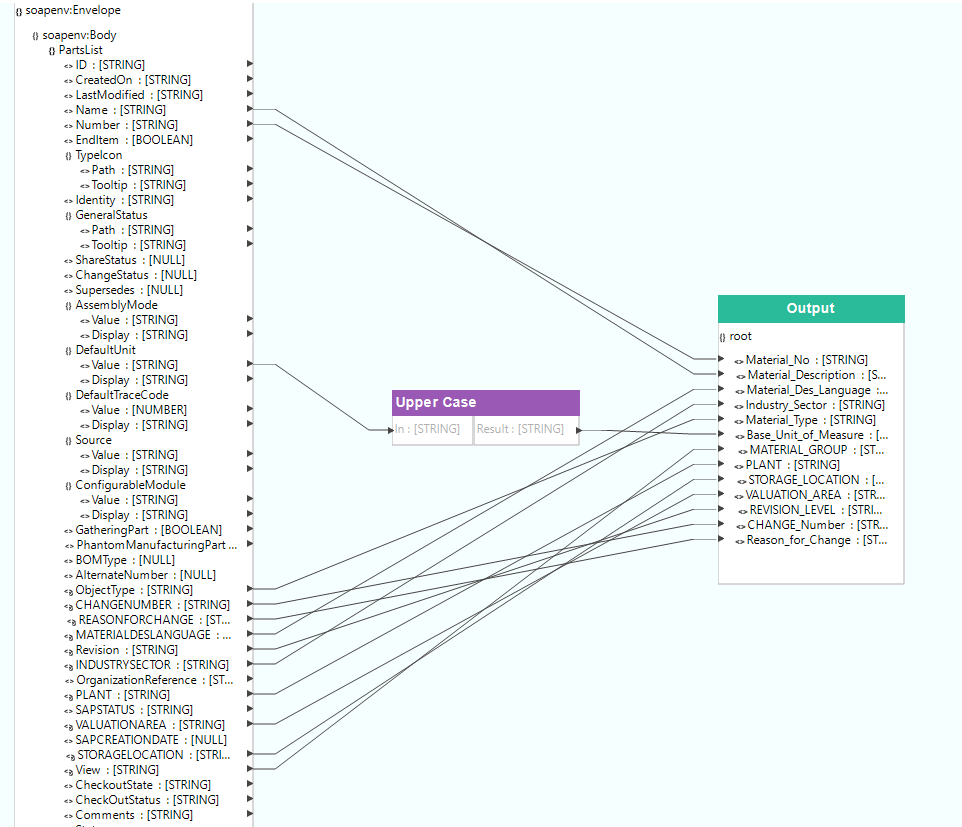 {} soapenv:Envelope
{} soapenv:Body
{} PartsList
<> ID : [STRING]
<> CreatedOn : [STRING]
<> LastModified : [STRING]
<> Name : [STRING]
<> Number : [STRING]
<> EndItem : [BOOLEAN]
{} TypeIcon
<> Path : [STRING]
<> Tooltip : [STRING]
<> Identity : [STRING]
{} GeneralStatus
<> Path : [STRING]
<> Tooltip : [STRING]
<> ShareStatus : [NULL]
<> ChangeStatus : [NULL]
<> Supersedes : [NULL]
{} AssemblyMode
<> Value : [STRING]
<> Display : [STRING]
{} DefaultUnit
<> Value : [STRING]
<> Display : [STRING]
{} DefaultTraceCode
<> Value : [NUMBER]
<> Display : [STRING]
{} Source
<> Value : [STRING]
<> Display : [STRING]
{} ConfigurableModule
<> Value : [STRING]
<> Display : [STRING]
<> GatheringPart : [BOOLEAN]
<> PhantomManufacturingPart ...
<> BOMType : [NULL]
<> AlternateNumber : [NULL]
<> ObjectType : [STRING]
<> CHANGENUMBER : [STRING]
<> REASONFORCHANGE : [ST...
<> MATERIALDESLANGUAGE : ...
<> Revision : [STRING]
<> INDUSTRYSECTOR : [STRING]
<> OrganizationReference : [ST...
<> PLANT : [STRING]
<> SAPSTATUS : [STRING]
<> VALUATIONAREA : [STRING]
<> SAPCREATIONDATE : [NULL]
<> STORAGELOCATION : [STRI...
<> View : [STRING]
<> CheckoutState : [STRING]
<> CheckOutStatus : [STRING]
<> Comments : [STRING]
Upper Case
In : [STRING]
Result : [STRING]
Output
{} root
<> Material_No : [STRING]
<> Material_Description : [S...
<> Material_Des_Language :...
<> Industry_Sector : [STRING]
<> Material_Type : [STRING]
<> Base_Unit_of_Measure : [...
<> MATERIAL_GROUP : [ST...
<> PLANT : [STRING]
<> STORAGE_LOCATION : [...
<> VALUATION_AREA : [STR...
<> REVISION_LEVEL : [STRI...
<> CHANGE_Number : [STR...
<> Reason_for_Change : [ST...